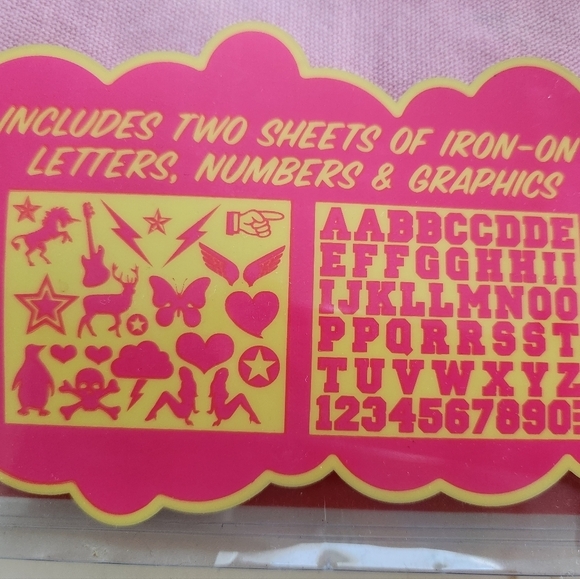 INCLUDES TWO SHEETS OF IRON-ON
LETTERS, NUMBERS & GRAPHICS
AABBCCDDE
EFFGGHHII
IJKLLMNOO
PPQRRSST
TUVWXYZ
1234567890